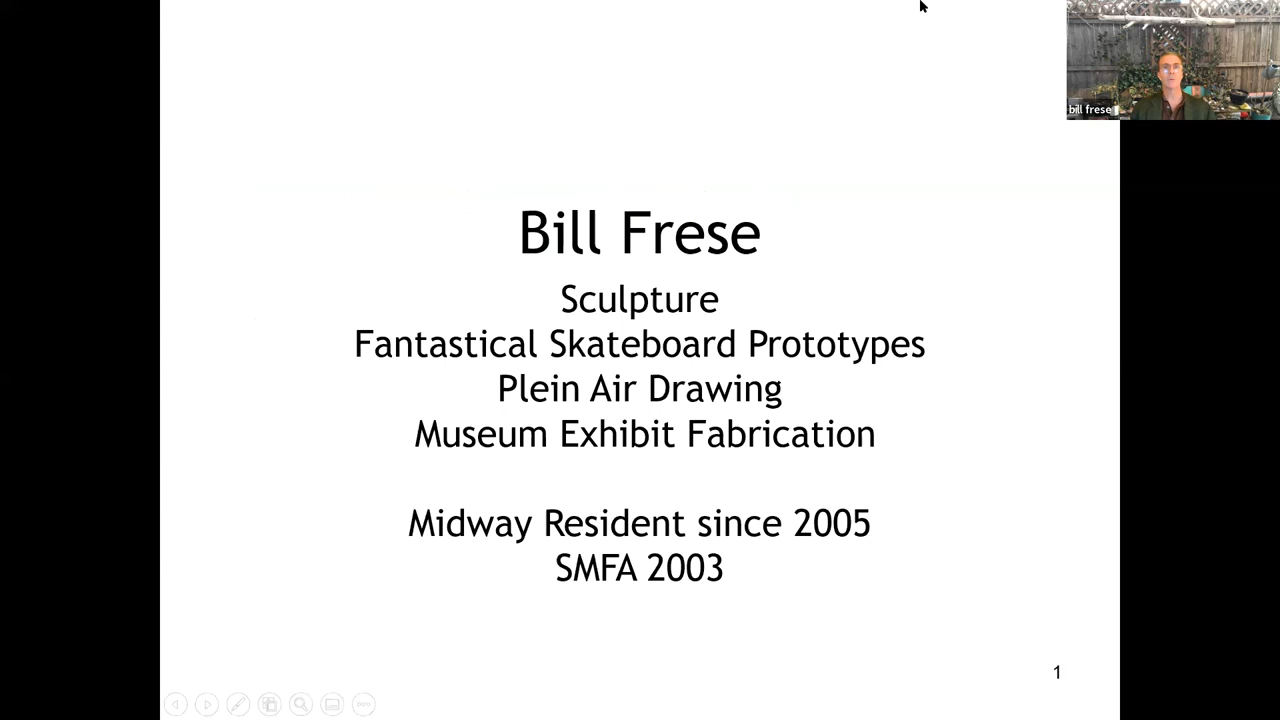 bill frese
Bill Frese
Sculpture
Fantastical Skateboard Prototypes
Plein Air Drawing
Museum Exhibit Fabrication
Midway Resident since 2005
SMFA 2003
1